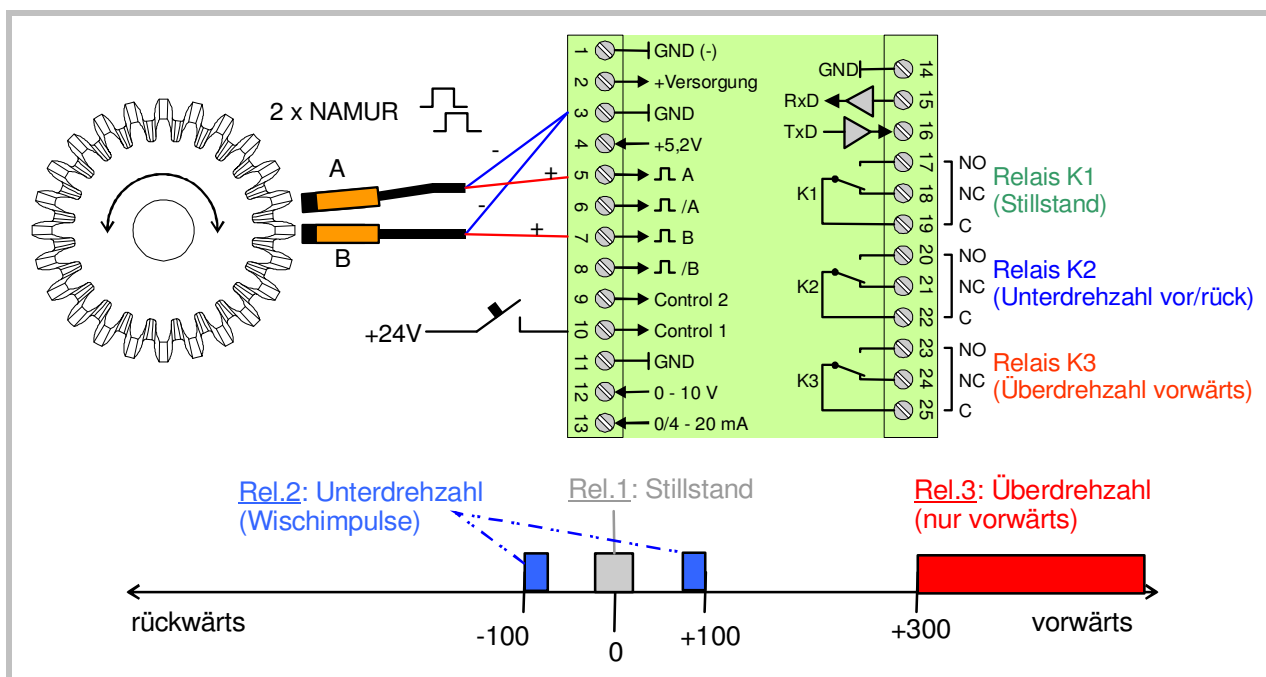 2 x NAMUR
A
B
-
+
-
+
+24V
1 GND (-)
2 +Versorgung
3 GND
4 +5,2V
5 A
6 /A
7 B
8 /B
9 Control 2
10 Control 1
11 GND
12 0 - 10 V
13 0/4 - 20 mA
GND 14
RxD 15
TxD 16
17 NO
K1 18 NC
19 C
Relais K1
(Stillstand)
20 NO
K2 21 NC
22 C
Relais K2
(Unterdrehzahl vor/rück)
23 NO
K3 24 NC
25 C
Relais K3
(Überdrehzahl vorwärts)
Rel.2: Unterdrehzahl
(Wischimpulse)
Rel.1: Stillstand
Rel.3: Überdrehzahl
(nur vorwärts)
rückwärts
-100
0
+100
+300
vorwärts